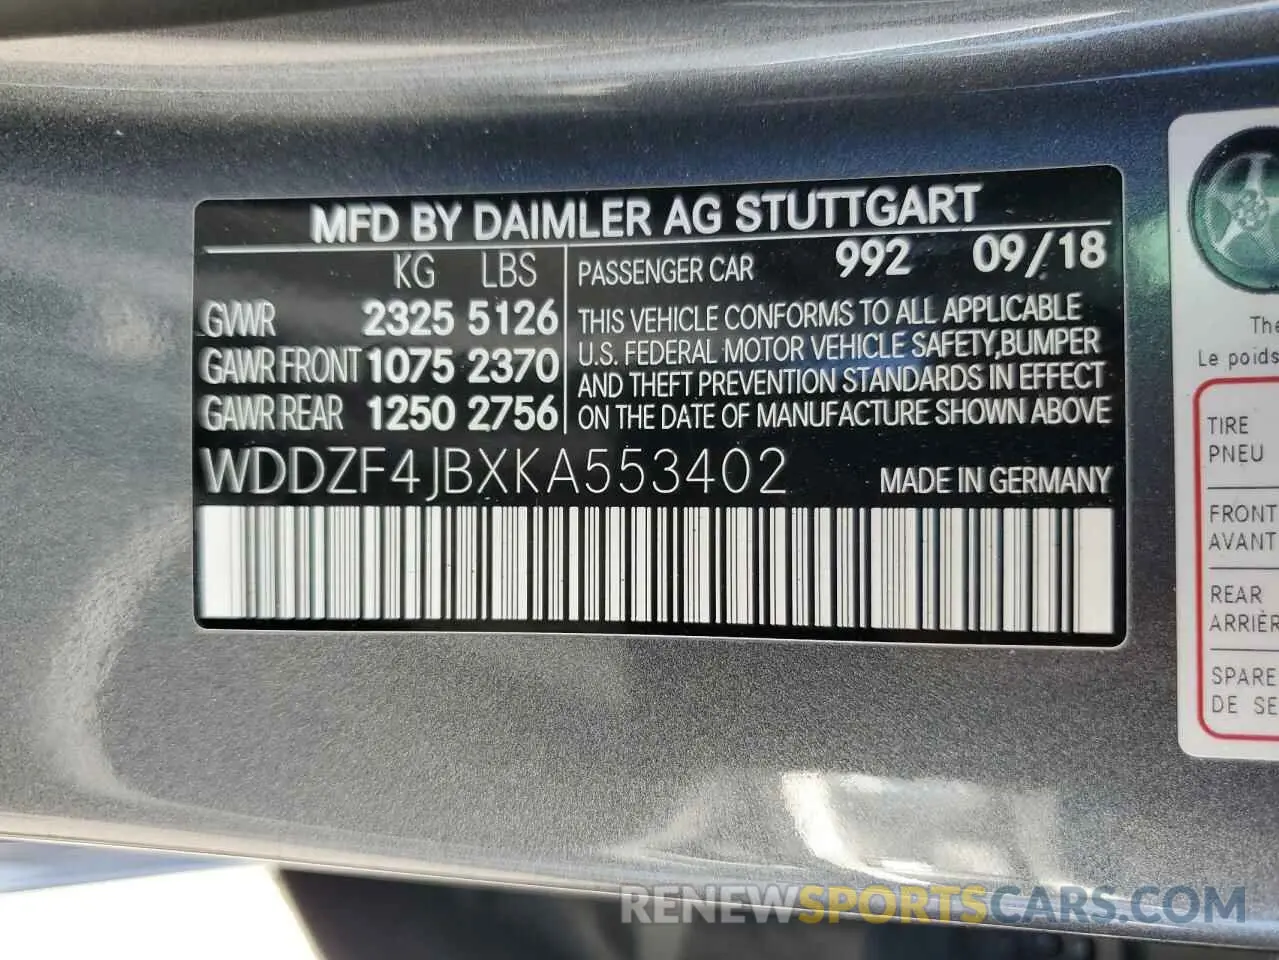 MFD BY DAIMLER AG STUTTGART
KG LBS
GVWR 2325 5126
GAWR FRONT 1075 2370
GAWR REAR 1250 2756
PASSENGER CAR 992 09/18
THIS VEHICLE CONFORMS TO ALL APPLICABLE
U.S. FEDERAL MOTOR VEHICLE SAFETY,BUMPER
AND THEFT PREVENTION STANDARDS IN EFFECT
ON THE DATE OF MANUFACTURE SHOWN ABOVE
WDDZF4JBXKA553402 MADE IN GERMANY
The
Le poids
TIRE
PNEU
FRONT
AVANT
REAR
ARRIÈR
SPARE
DE SE
RENEWSPORTSCARS.COM